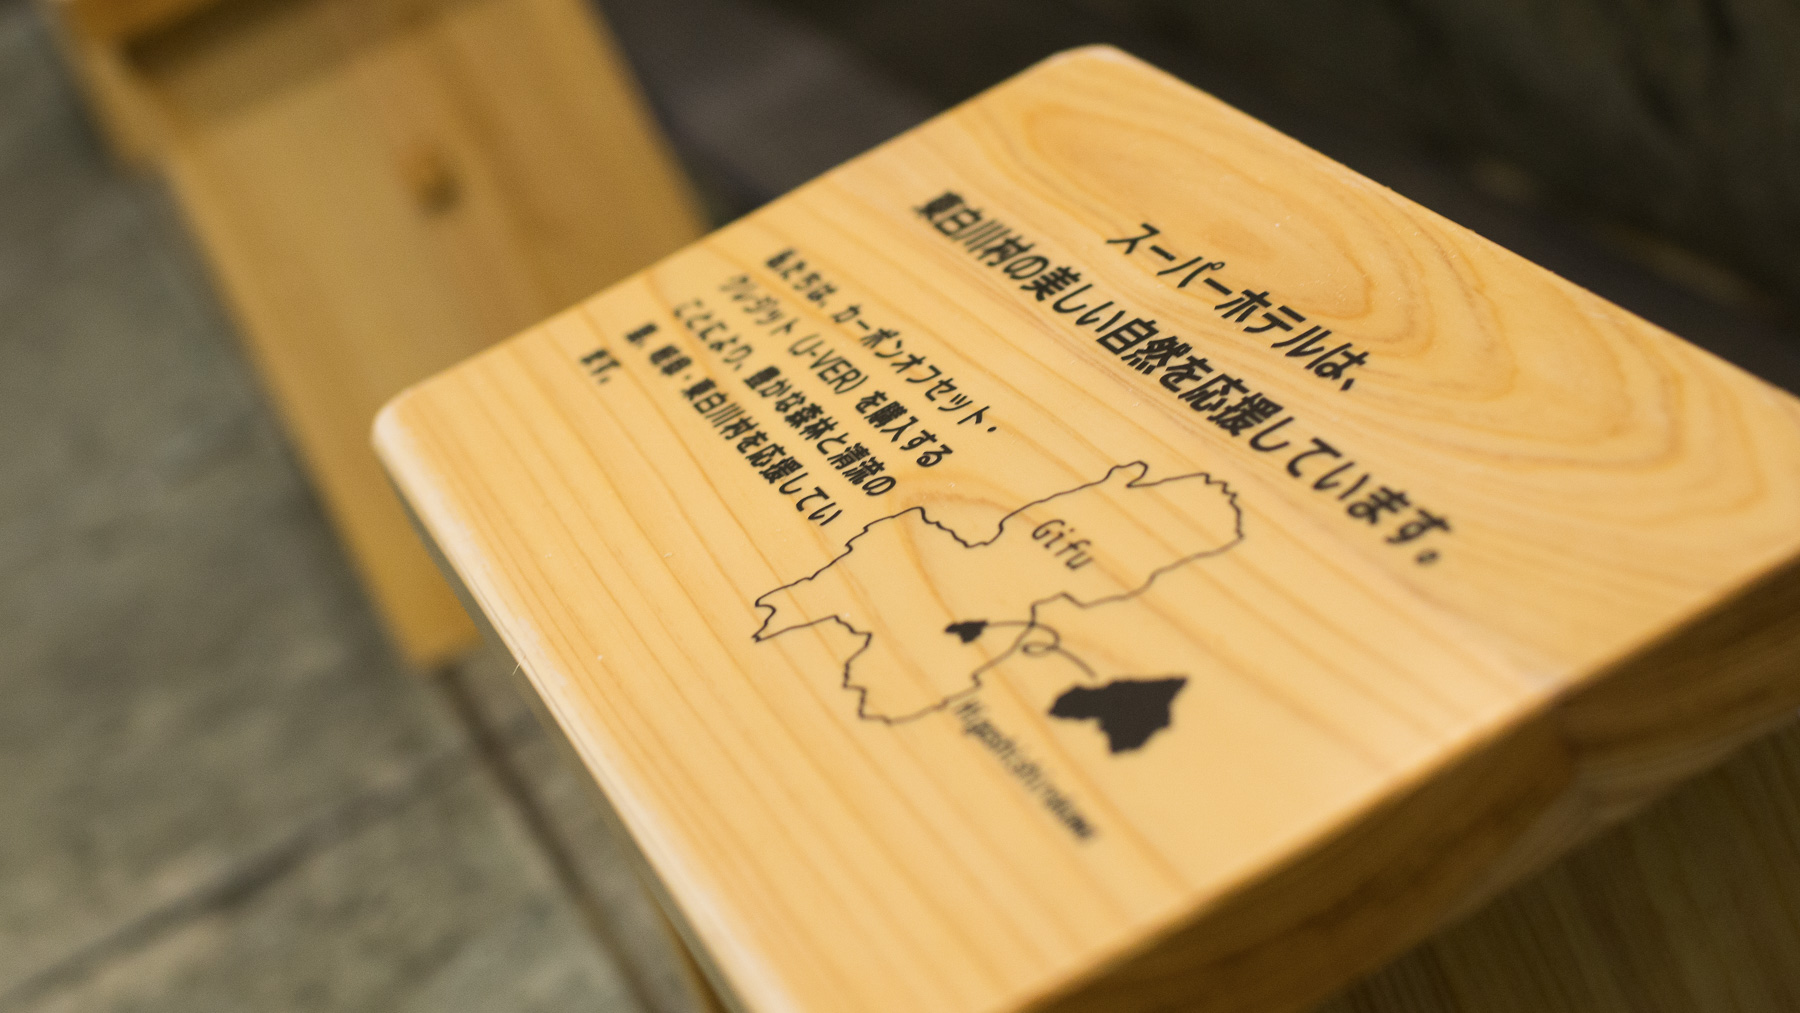 スーパーホテルは、
東白川村の美しい自然を応援しています。
私たちは、カーボンオフセット・
クレジット（J-VER）を購入する
ことにより、豊かな森林と清流の
・東白川村を応援してい
ます。
Gifu
Higashishirakawa